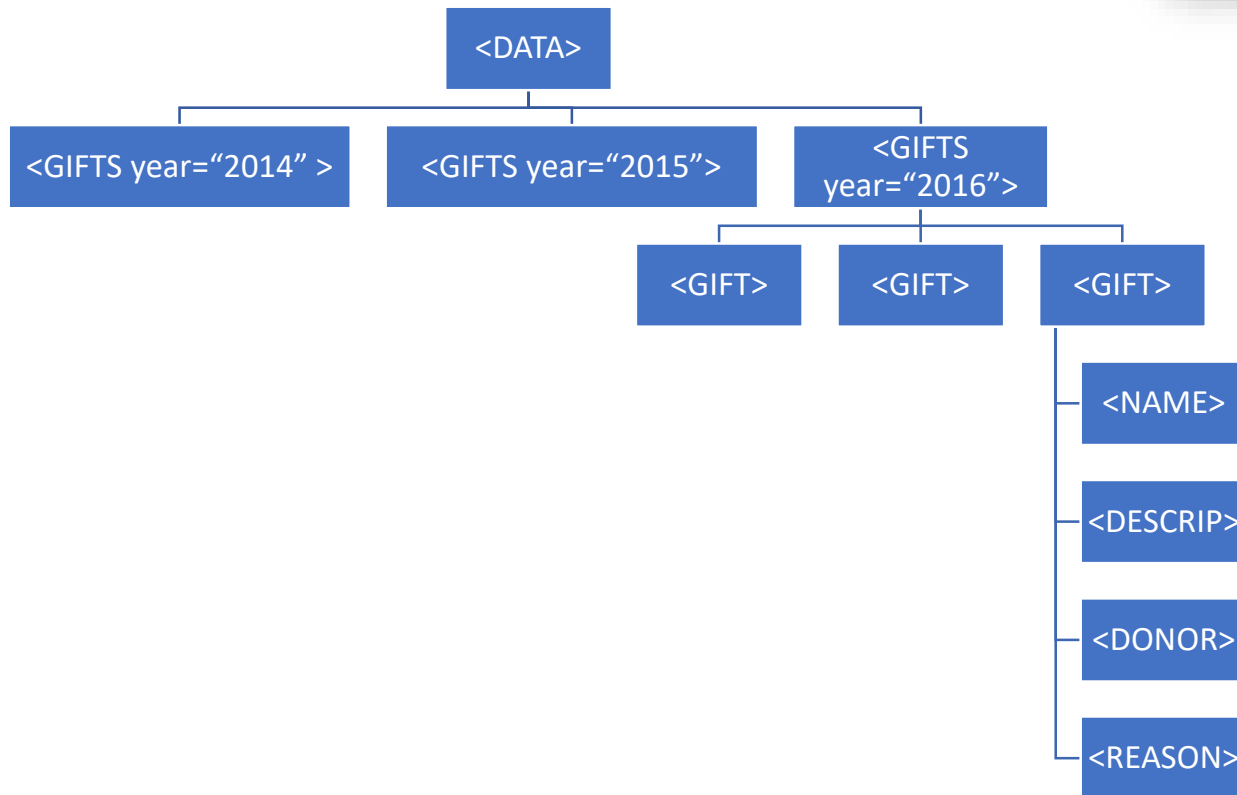 <DATA>
<GIFTS year=“2014” >
<GIFTS year=“2015”>
<GIFTS
year=“2016”>
<GIFT>
<GIFT>
<GIFT>
<NAME>
<DESCRIP>
<DONOR>
<REASON>